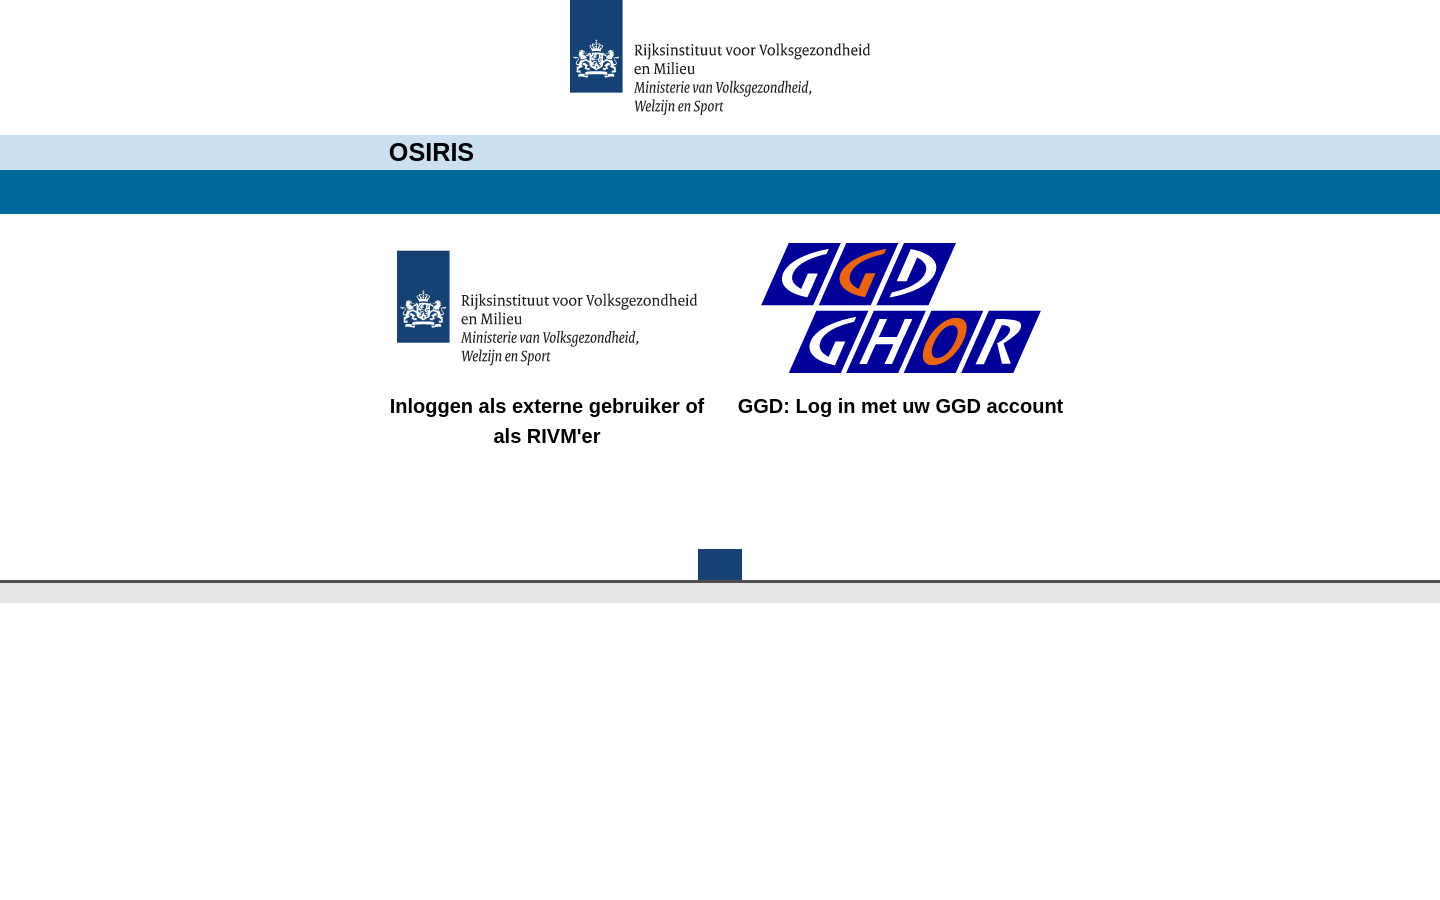 Rijksinstituut voor Volksgezondheid
en Milieu
Ministerie van Volksgezondheid,
Welzijn en Sport
OSIRIS
Rijksinstituut voor Volksgezondheid
en Milieu
Ministerie van Volksgezondheid,
Welzijn en Sport
Inloggen als externe gebruiker of
als RIVM'er
GGD
GHOR
GGD: Log in met uw GGD account